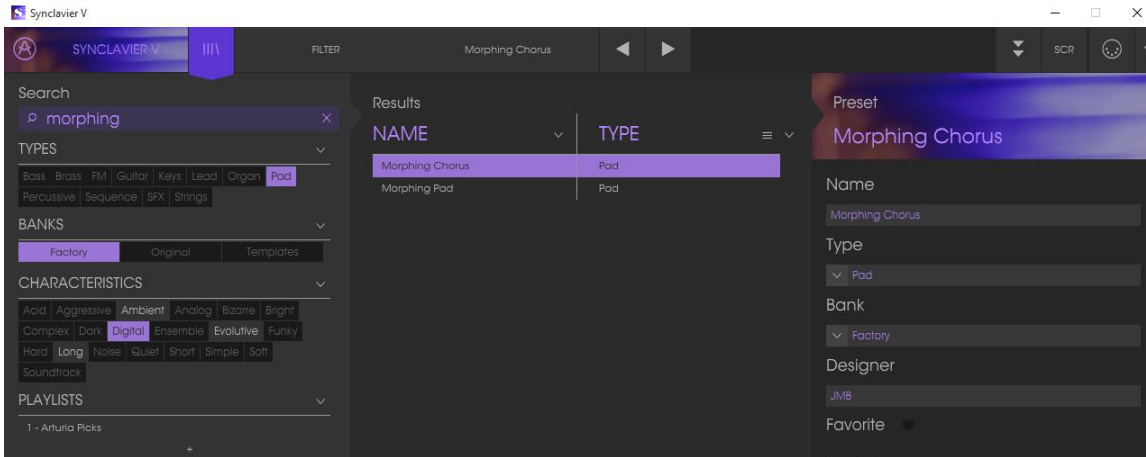 Synclavier V
SYNCLAVIER V
FILTER
Morphing Chorus
SCR
Search
morphing
TYPES
Bass Brass FM Guitar Keys Lead Organ Pad
Percussive Sequence SFX Strings
BANKS
Factory Original Templates
CHARACTERISTICS
Acid Aggressive Ambient Analog Bizarre Bright
Complex Dark Digital Ensemble Evolutive Funky
Hard Long Noise Quiet Short Simple Soft
Soundtrack
PLAYLISTS
1 - Arturia Picks
+
Results
NAME TYPE
Morphing Chorus Pad
Morphing Pad Pad
Preset
Morphing Chorus
Name
Morphing Chorus
Type
Pad
Bank
Factory
Designer
JMB
Favorite